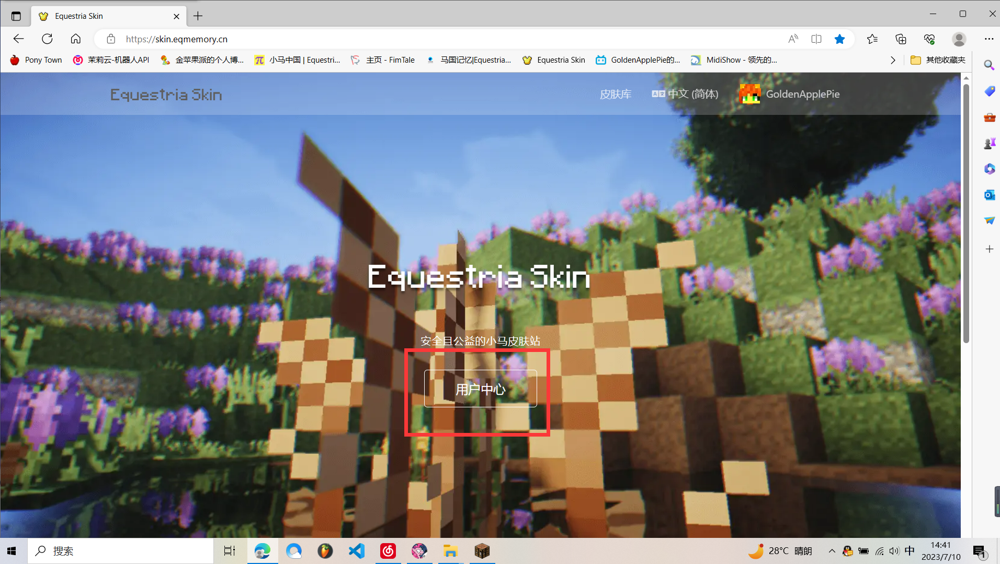 Equestria Skin
https://skin.eqmemory.cn
Pony Town
茉莉云-机器人API
金苹果派的个人博...
小马中国 | Equestri...
主页 - FimTale
马国记忆|Equestria...
Equestria Skin
GoldenApplePie的...
MidiShow - 领先的...
其他收藏夹
Equestria Skin
皮肤库
中文 (简体)
GoldenApplePie
Equestria Skin
安全且公益的小马皮肤站
用户中心
搜索
28°C 晴朗
中
14:41
2023/7/10
1